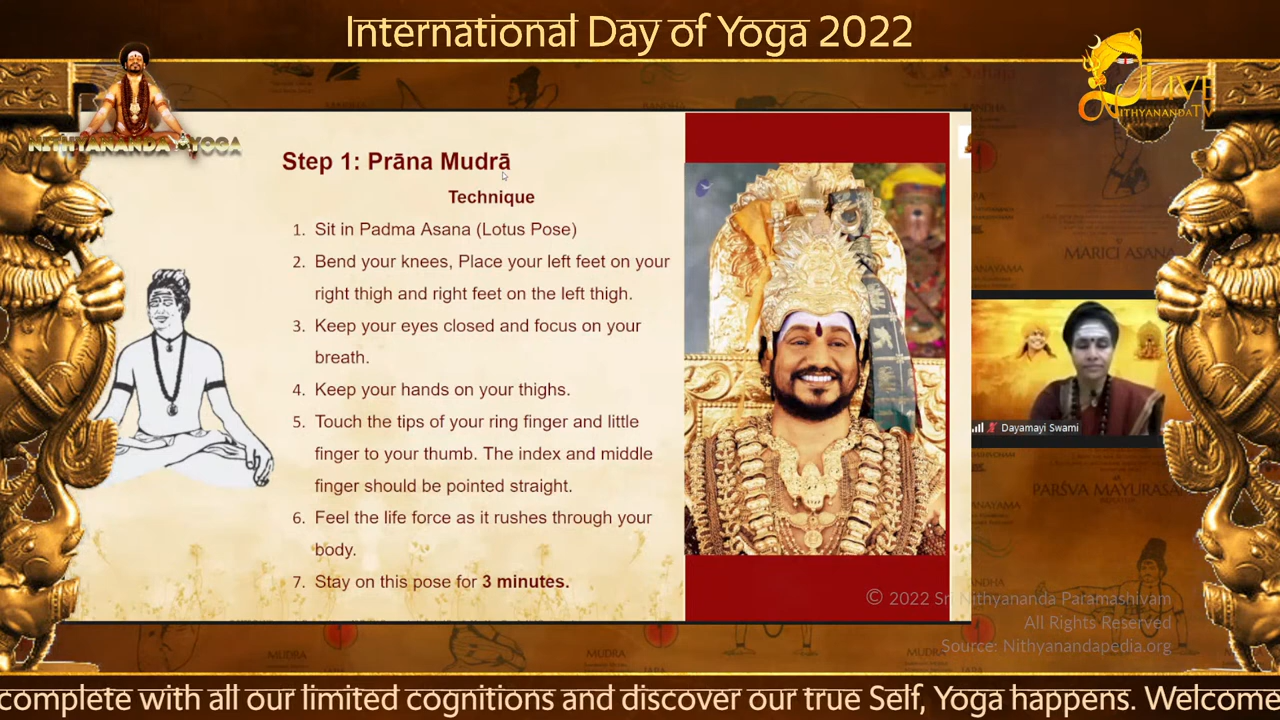 International Day of Yoga 2022
LIVE
NITHYANANDATV
NITHYANANDA YOGA
Step 1: Prāna Mudrā
Technique
1. Sit in Padma Asana (Lotus Pose)
2. Bend your knees, Place your left feet on your
right thigh and right feet on the left thigh.
3. Keep your eyes closed and focus on your
breath.
4. Keep your hands on your thighs.
5. Touch the tips of your ring finger and little
finger to your thumb. The index and middle
finger should be pointed straight.
6. Feel the life force as it rushes through your
body.
7. Stay on this pose for 3 minutes.
MARICI ASANA
Dayamayi Swami
PARŚVA MAYURASA
© 2022 Sri Nithyananda Paramashivam
All Rights Reserved
Source: Nithyanandapedia.org
MUDRA
MUDRA
complete with all our limited cognitions and discover our true Self, Yoga happens. Welcome